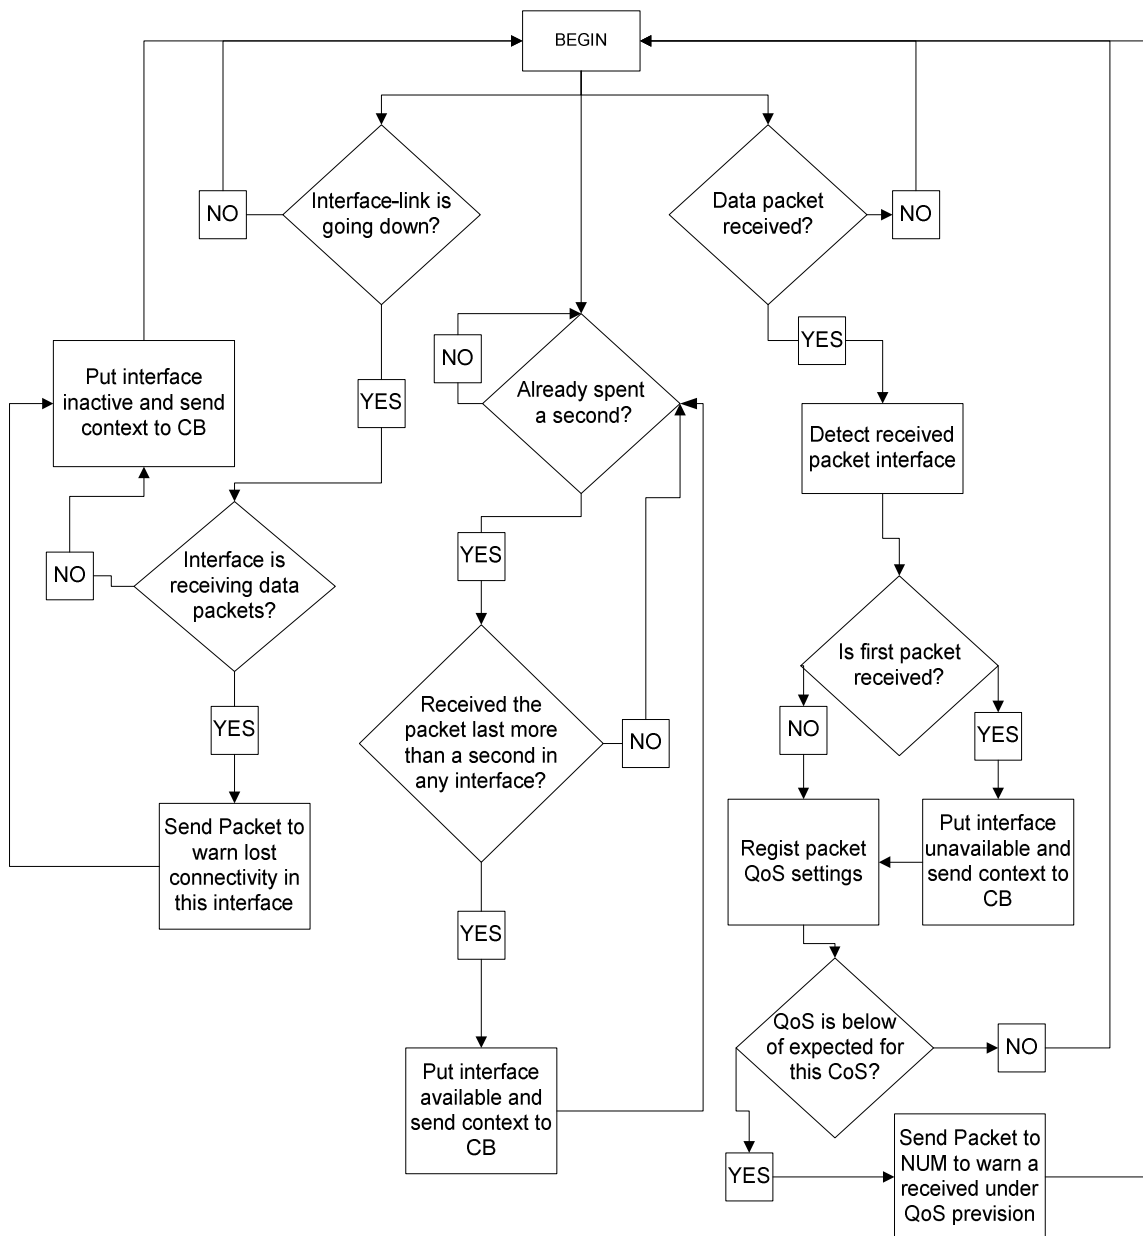 BEGIN
Interface-link is
going down?
NO
Data packet
received?
NO
YES
NO
Already spent
a second?
Put interface
inactive and send
context to CB
YES
Detect received
packet interface
NO
Interface is
receiving data
packets?
YES
Is first packet
received?
YES
NO
YES
Received the
packet last more
than a second in
any interface?
NO
Send Packet to
warn lost
connectivity in
this interface
Regist packet
QoS settings
Put interface
unavailable and
send context to
CB
YES
QoS is below
of expected for
this CoS?
NO
Put interface
available and
send context to
CB
YES
Send Packet to
NUM to warn a
received under
QoS prevision